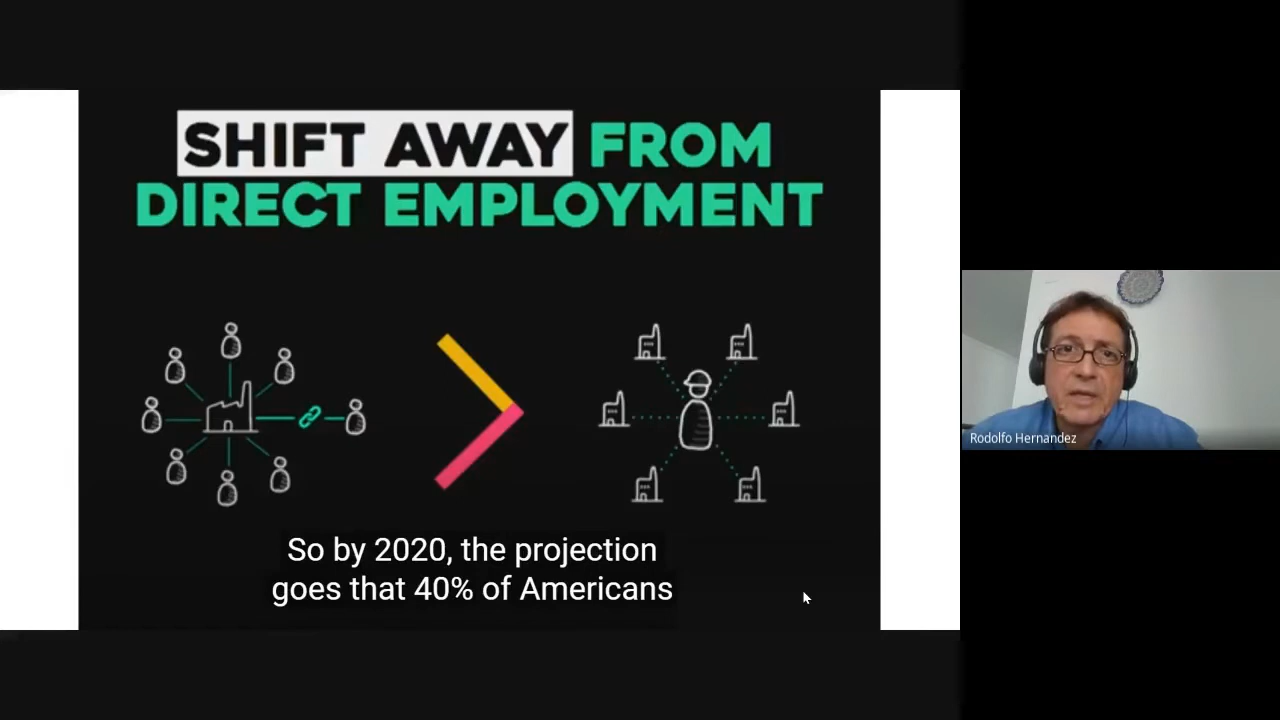 SHIFT AWAY FROM
DIRECT EMPLOYMENT
So by 2020, the projection
goes that 40% of Americans
Rodolfo Hernandez